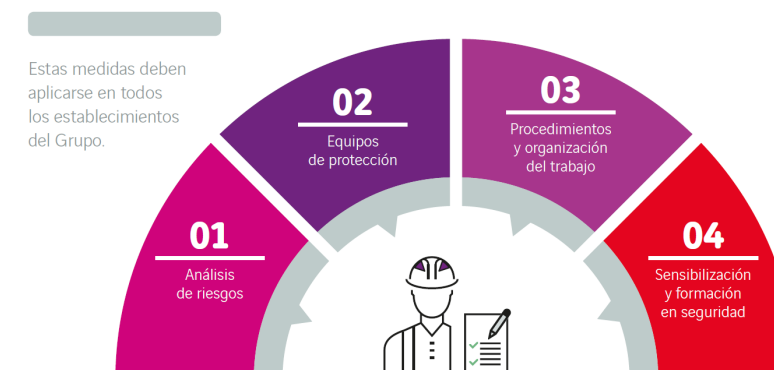 Estas medidas deben
aplicarse en todos
los establecimientos
del Grupo.
01
Análisis
de riesgos
02
Equipos
de protección
03
Procedimientos
y organización
del trabajo
04
Sensibilización
y formación
en seguridad